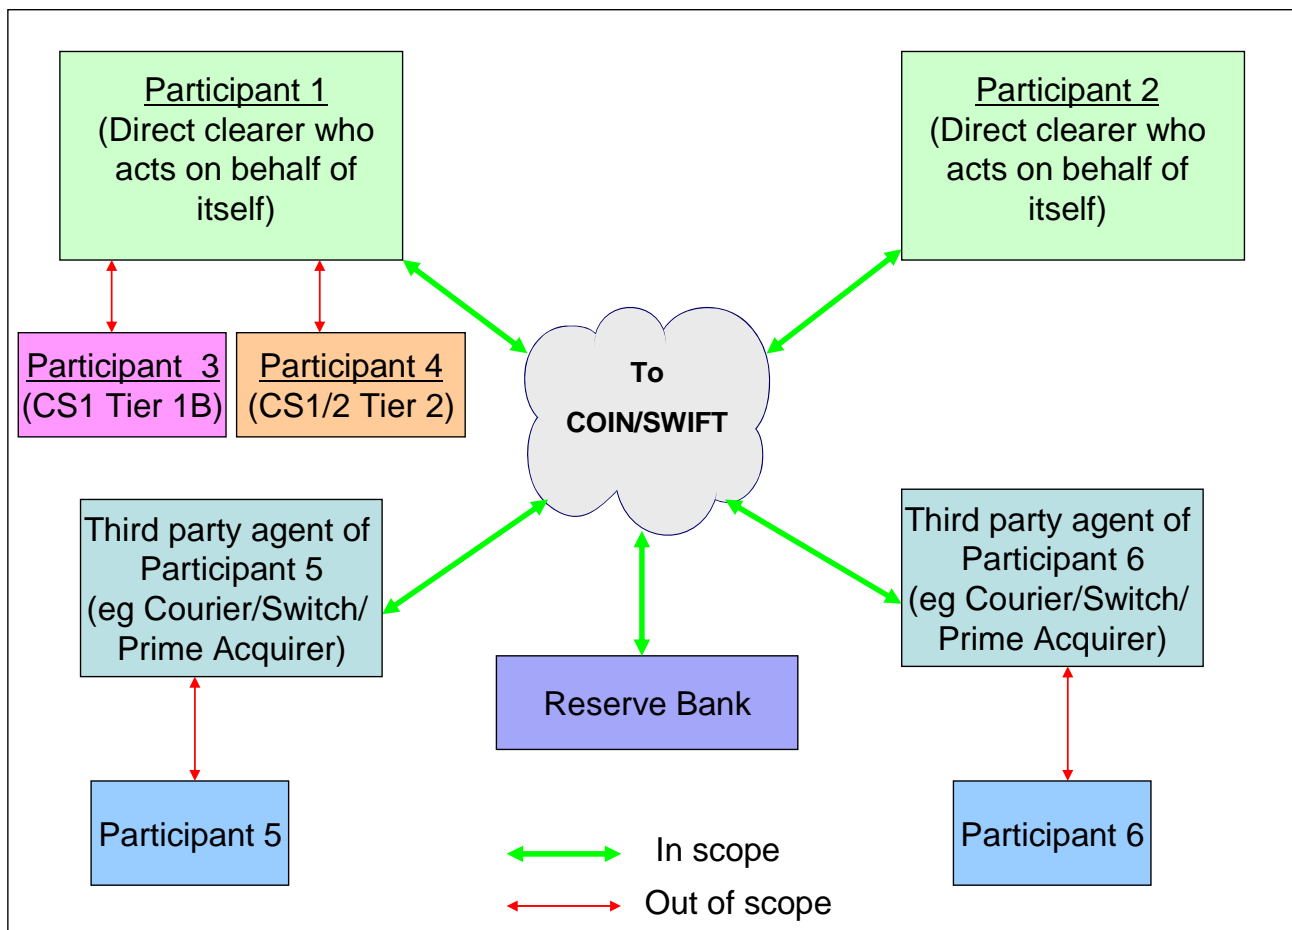 Participant 1
(Direct clearer who
acts on behalf of
itself)
Participant 2
(Direct clearer who
acts on behalf of
itself)
Participant  3
(CS1 Tier 1B)
Participant 4
(CS1/2 Tier 2)
To
COIN/SWIFT
Third party agent of
Participant 5
(eg Courier/Switch/
Prime Acquirer)
Third party agent of
Participant 6
(eg Courier/Switch/
Prime Acquirer)
Reserve Bank
Participant 5
Participant 6
In scope
Out of scope